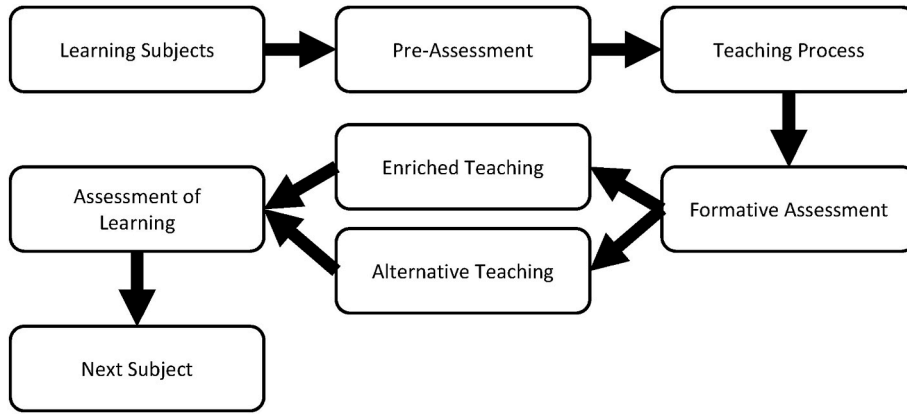 Learning Subjects
Pre-Assessment
Teaching Process
Enriched Teaching
Assessment of
Learning
Formative Assessment
Alternative Teaching
Next Subject